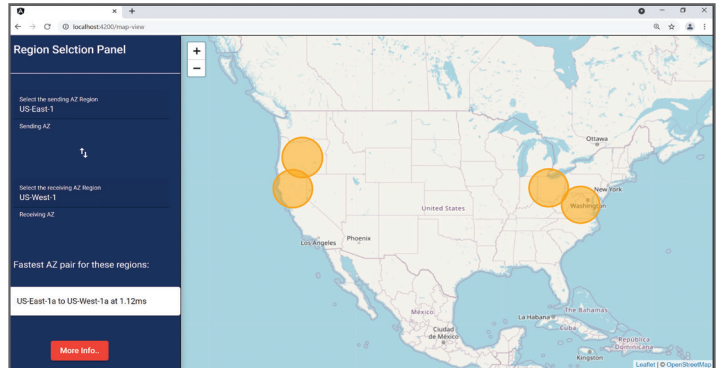 localhost:4200/map-view
Region Selction Panel
Select the sending AZ Region
US-East-1
Sending AZ
Select the receiving AZ Region
US-West-1
Receiving AZ
Fastest AZ pair for these regions:
US-East-1a to US-West-1a at 1.12ms
More Info..
+
−
Ottawa
New York
Washington
United States
Los Angeles
Phoenix
México
Ciudad
de México
La Habana
The Bahamas
Cuba
República
Dominicana
Kingston
Leaflet | © OpenStreetMap